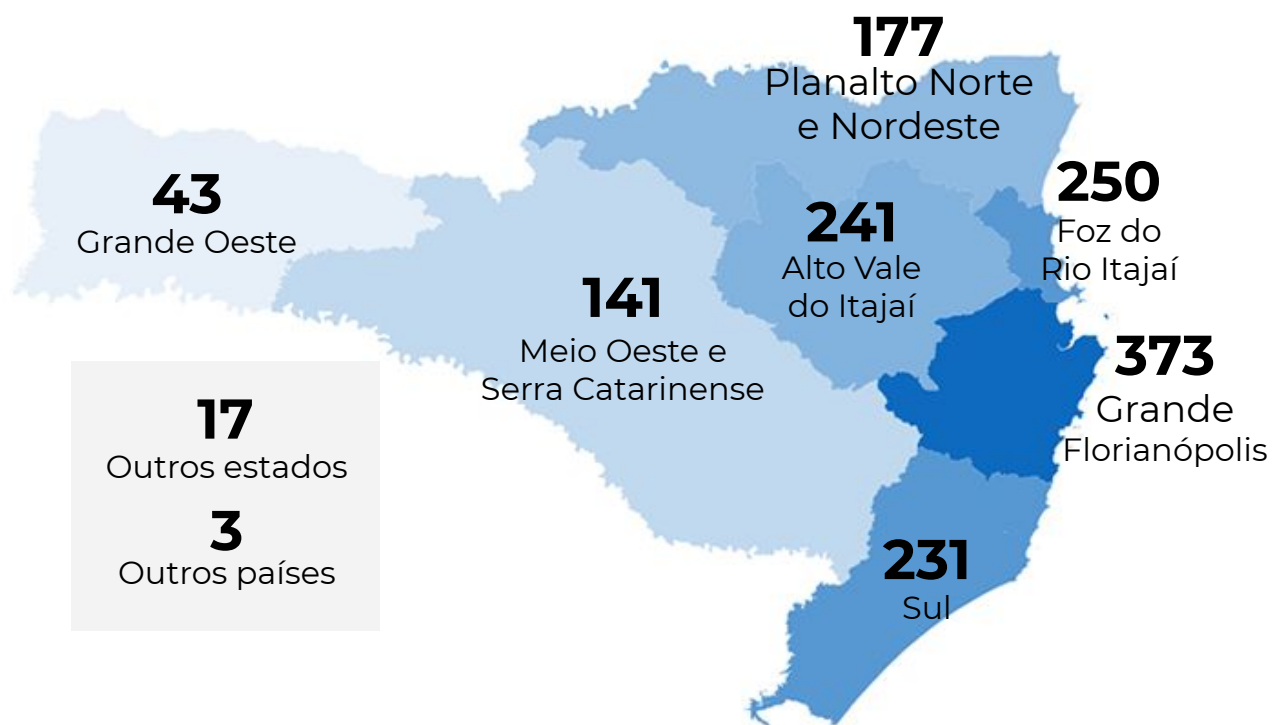 177
Planalto Norte
e Nordeste
43
Grande Oeste
241
Alto Vale
do Itajaí
250
Foz do
Rio Itajaí
141
Meio Oeste e
Serra Catarinense
373
Grande
Florianópolis
17
Outros estados
3
Outros países
231
Sul